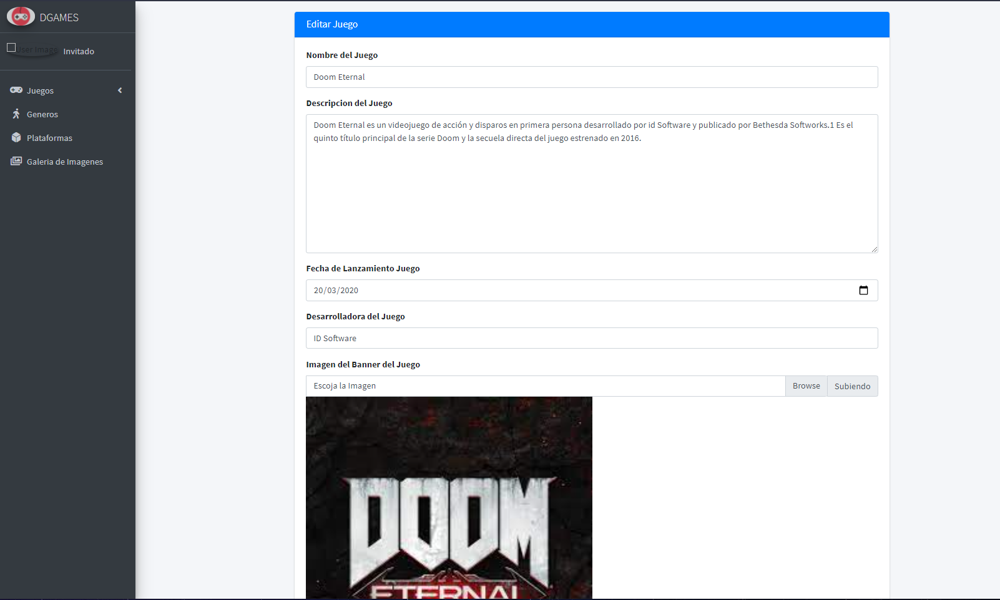 DGAMES
User Image
Invitado
Juegos
Generos
Plataformas
Galeria de Imagenes
Editar Juego
Nombre del Juego
Doom Eternal
Descripcion del Juego
Doom Eternal es un videojuego de acción y disparos en primera persona desarrollado por id Software y publicado por Bethesda Softworks.1 Es el
quinto título principal de la serie Doom y la secuela directa del juego estrenado en 2016.
Fecha de Lanzamiento Juego
20/03/2020
Desarrolladora del Juego
ID Software
Imagen del Banner del Juego
Escoja la Imagen Browse Subiendo
DOOM
ETERNAL